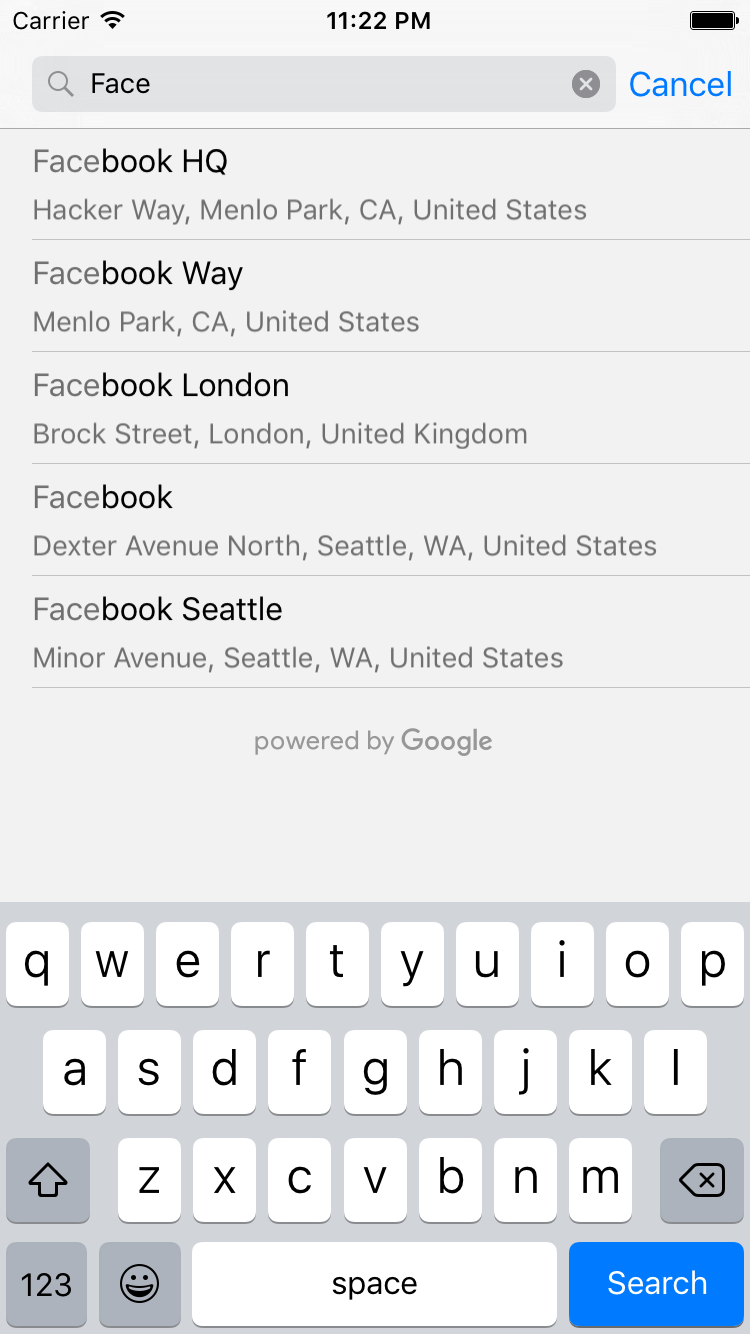 Carrier 11:22 PM
Face Cancel
Facebook HQ
Hacker Way, Menlo Park, CA, United States
Facebook Way
Menlo Park, CA, United States
Facebook London
Brock Street, London, United Kingdom
Facebook
Dexter Avenue North, Seattle, WA, United States
Facebook Seattle
Minor Avenue, Seattle, WA, United States
powered by Google
q w e r t y u i o p
a s d f g h j k l
z x c v b n m
123 space Search